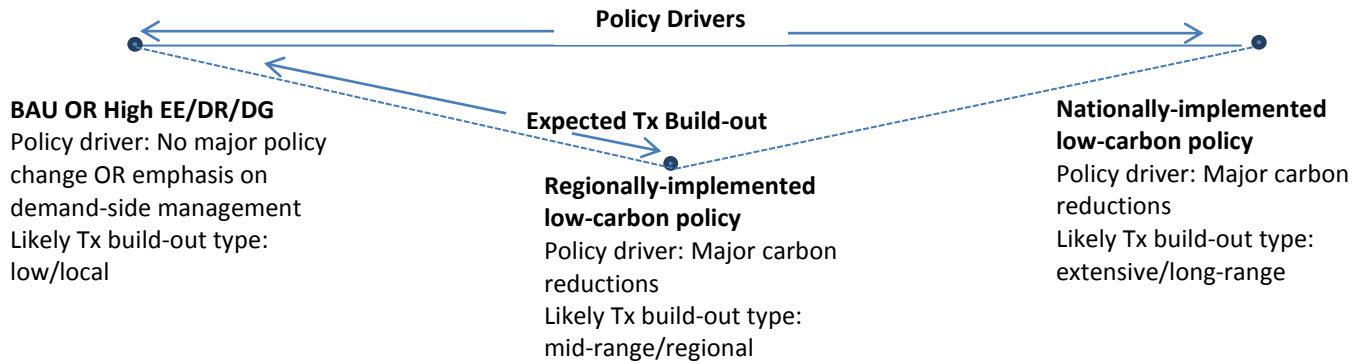 Policy Drivers
BAU OR High EE/DR/DG
Policy driver: No major policy
change OR emphasis on
demand-side management
Likely Tx build-out type:
low/local
Expected Tx Build-out
Regionally-implemented
low-carbon policy
Policy driver: Major carbon
reductions
Likely Tx build-out type:
mid-range/regional
Nationally-implemented
low-carbon policy
Policy driver: Major carbon
reductions
Likely Tx build-out type:
extensive/long-range